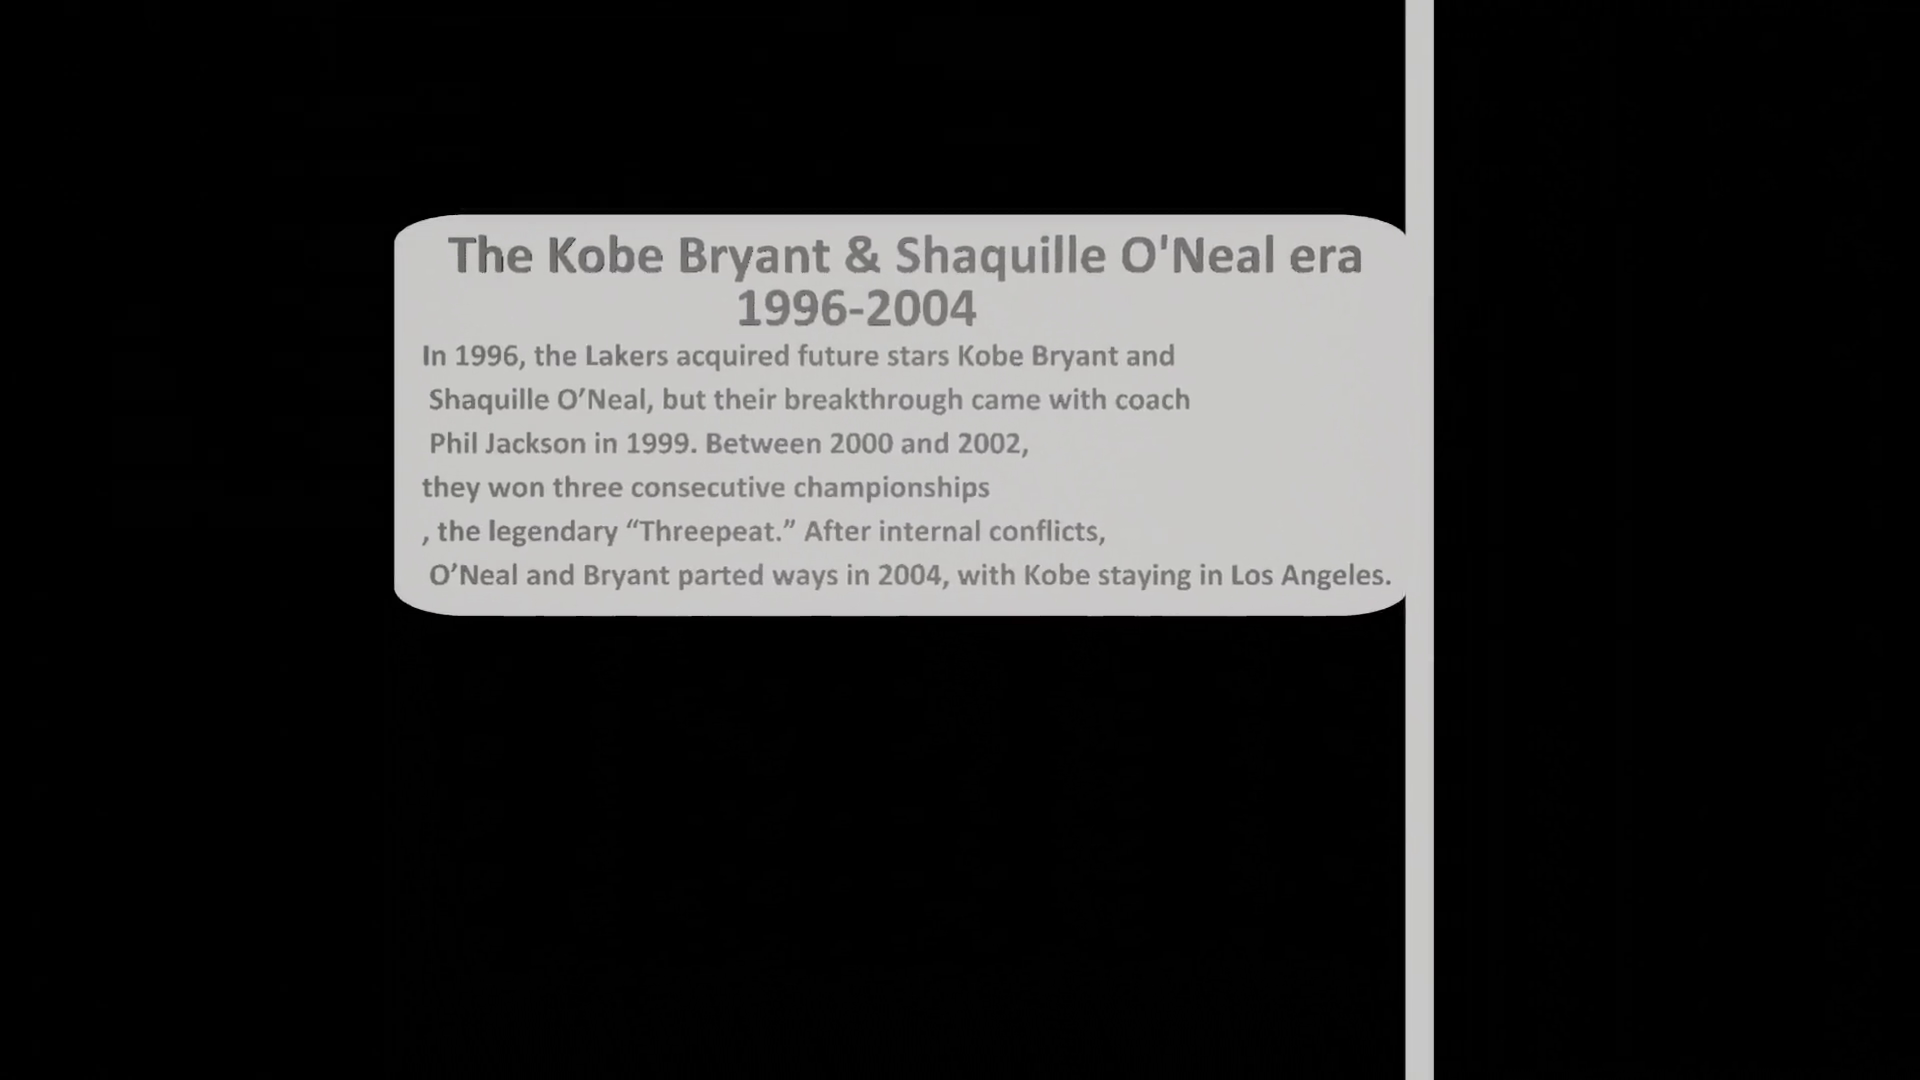 The Kobe Bryant & Shaquille O'Neal era
1996-2004
In 1996, the Lakers acquired future stars Kobe Bryant and
Shaquille O’Neal, but their breakthrough came with coach
Phil Jackson in 1999. Between 2000 and 2002,
they won three consecutive championships
, the legendary “Threepeat.” After internal conflicts,
O’Neal and Bryant parted ways in 2004, with Kobe staying in Los Angeles.